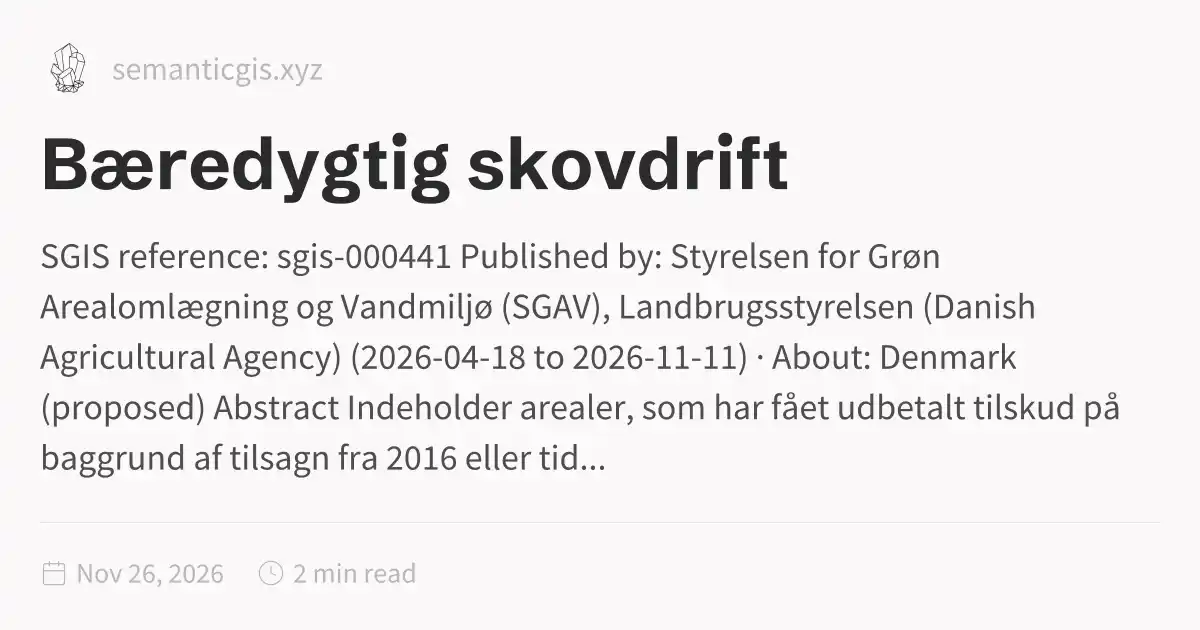 semanticgis.xyz
Bæredygtig skovdrift
SGIS reference: sgis-000441 Published by: Styrelsen for Grøn
Arealomlægning og Vandmiljø (SGAV), Landbrugsstyrelsen (Danish
Agricultural Agency) (2026-04-18 to 2026-11-11) · About: Denmark
(proposed) Abstract Indeholder arealer, som har fået udbetalt tilskud på
baggrund af tilsagn fra 2016 eller tid...
Nov 26, 2026 2 min read